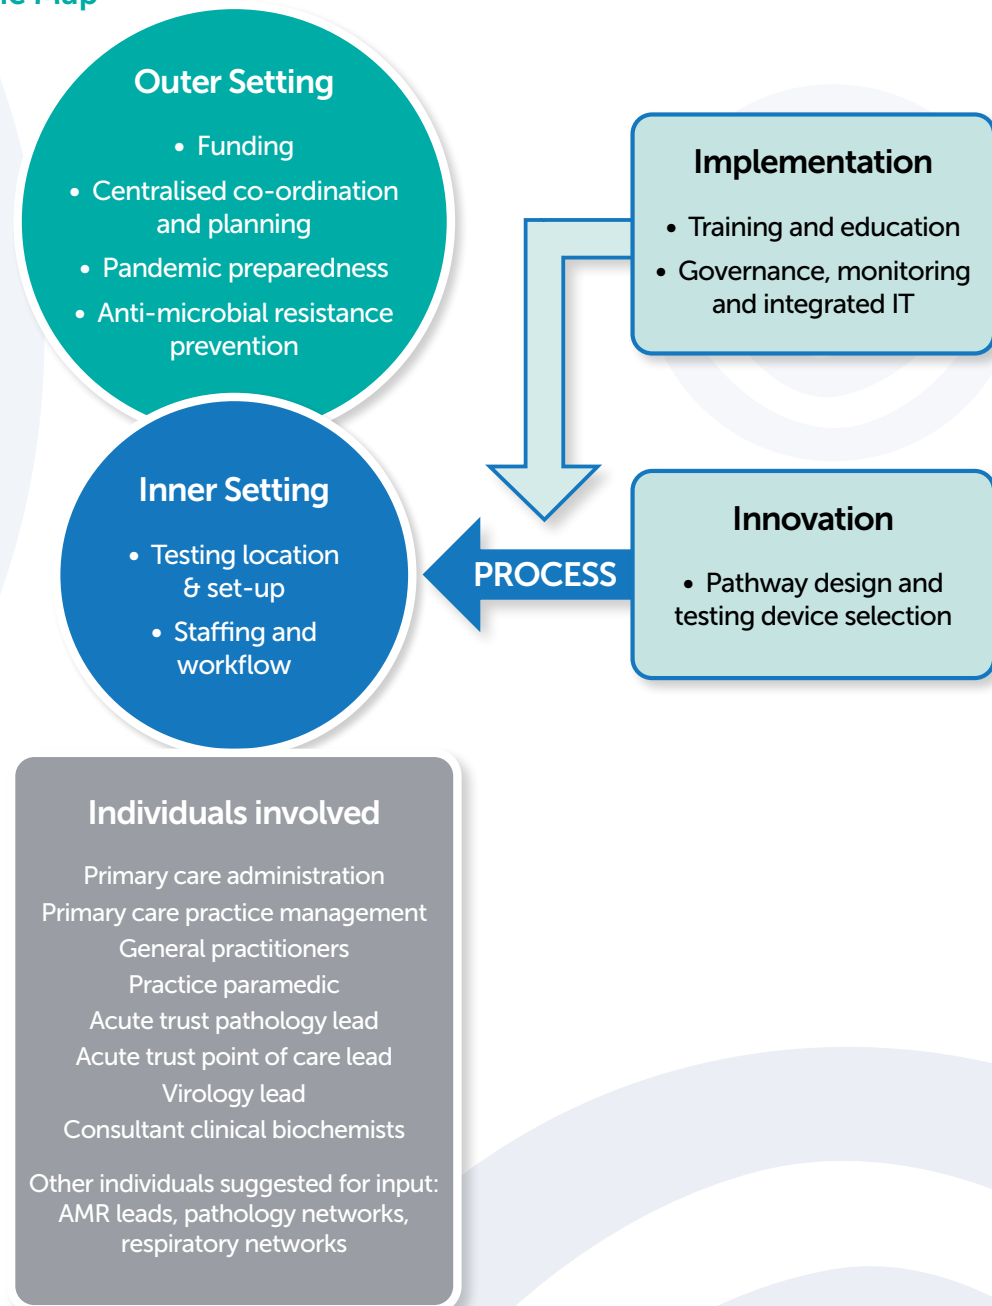 Map
Outer Setting
• Funding
• Centralised co-ordination
and planning
• Pandemic preparedness
• Anti-microbial resistance
prevention
Inner Setting
• Testing location
& set-up
• Staffing and
workflow
Implementation
• Training and education
• Governance, monitoring
and integrated IT
PROCESS
Innovation
• Pathway design and
testing device selection
Individuals involved
Primary care administration
Primary care practice management
General practitioners
Practice paramedic
Acute trust pathology lead
Acute trust point of care lead
Virology lead
Consultant clinical biochemists
Other individuals suggested for input:
AMR leads, pathology networks,
respiratory networks